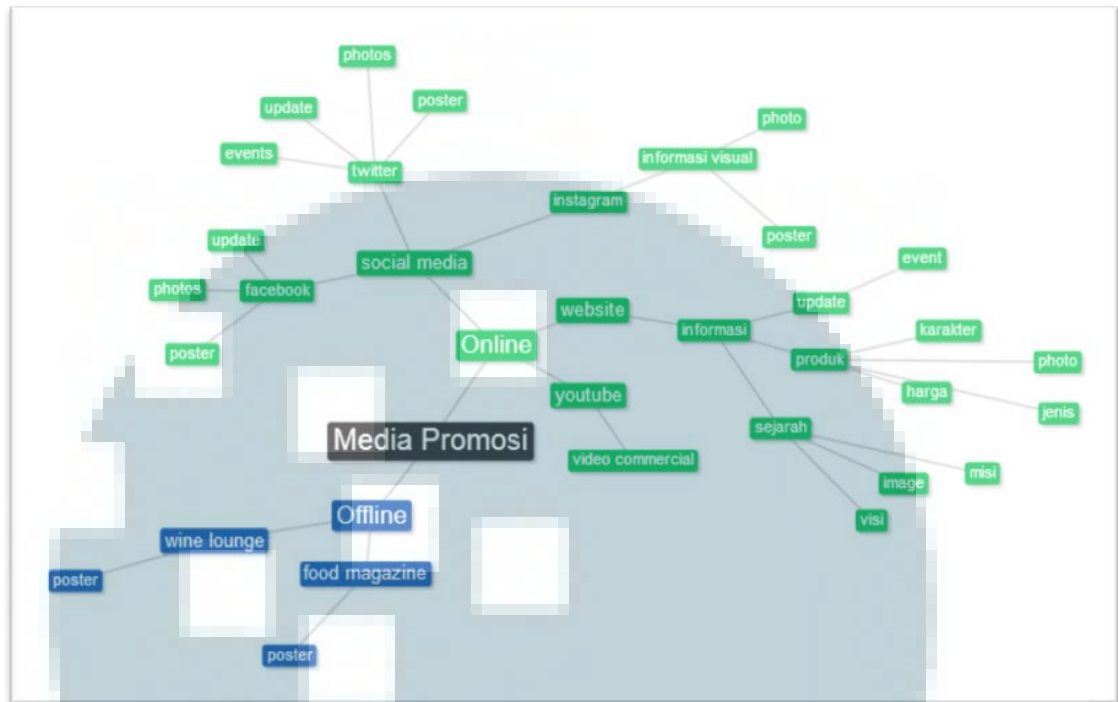 photos
poster
update
photo
events
informasi visual
twitter
instagram
poster
update
social media
event
photos
facebook
update
website
informasi
karakter
Online
poster
produk
photo
harga
youtube
jenis
sejarah
Media Promosi
video commercial
misi
image
Offline
visi
wine lounge
food magazine
poster
poster